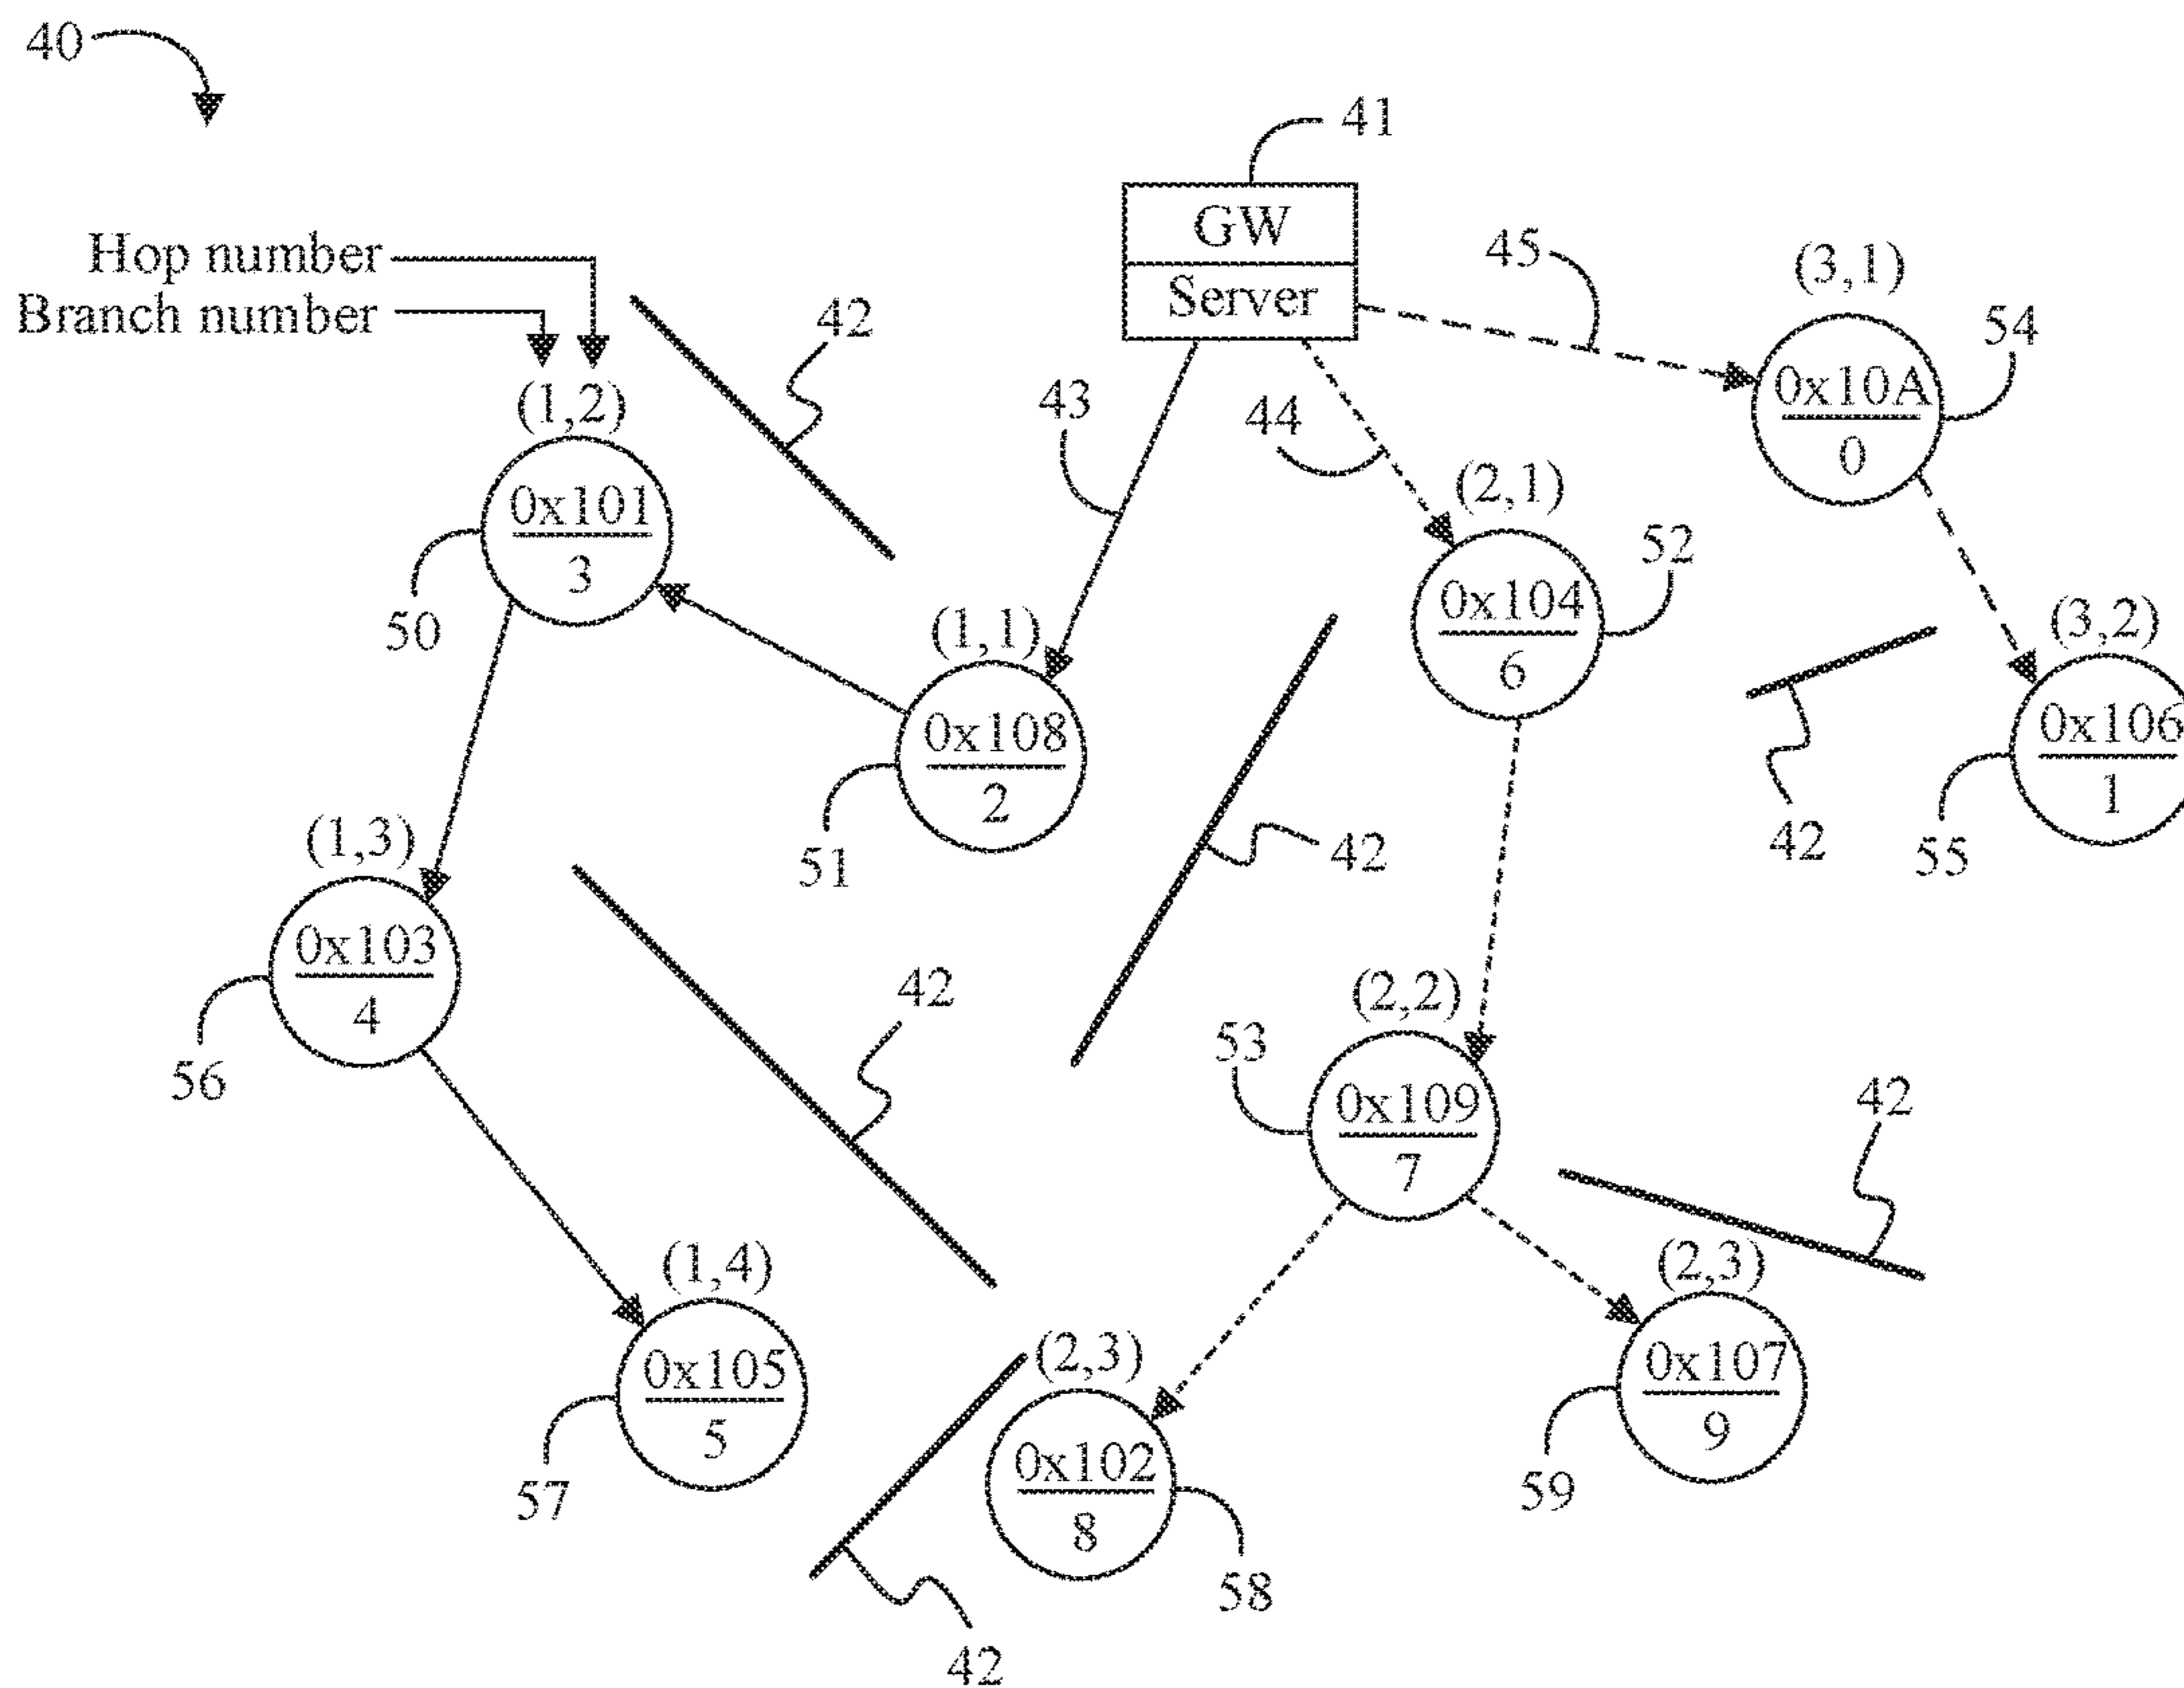 40
41
GW
Server
Hop number
Branch number
45
(3,1)
54
42
43
44
(1,2)
0x10A
0
0x101
3
50
(2,1)
52
0x104
6
(1,1)
(3,2)
0x108
2
51
0x106
1
55
42
42
(1,3)
0x103
4
56
42
(2,2)
53
0x109
7
42
(1,4)
(2,3)
0x105
5
57
(2,3)
0x107
9
59
0x102
8
58
42